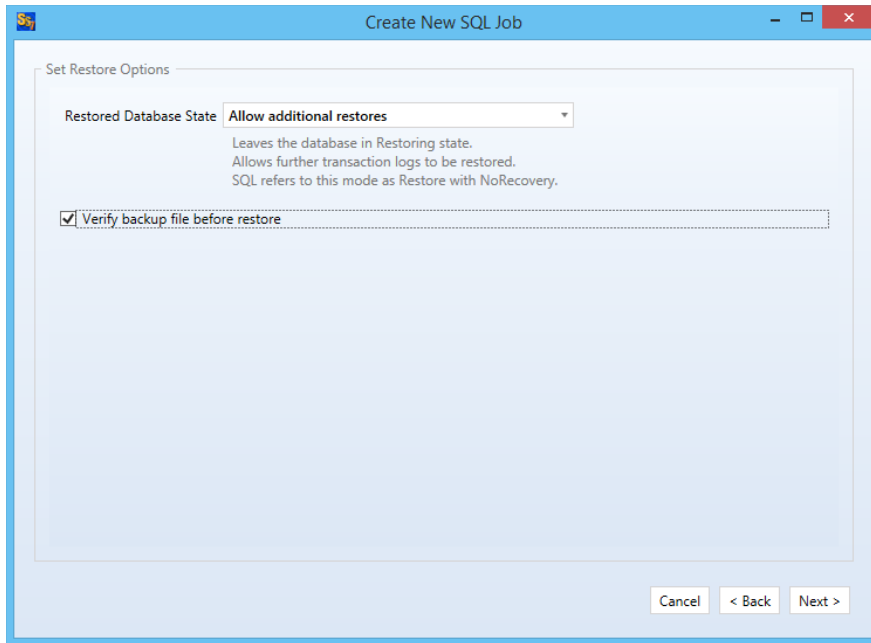 Create New SQL Job
Set Restore Options
Restored Database State Allow additional restores
Leaves the database in Restoring state.
Allows further transaction logs to be restored.
SQL refers to this mode as Restore with NoRecovery.
Verify backup file before restore
Cancel < Back Next >